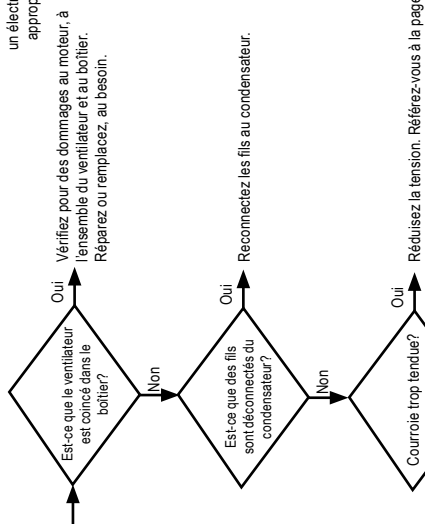 un électr
approp
Vérifiez pour des dommages au moteur, à
l'ensemble du ventilateur et au boîtier.
Réparez ou remplacez, au besoin.
Oui
Est-ce que le ventilateur
est coincé dans le
boîtier?
Non
Reconnectez les fils au condensateur.
Oui
Est-ce que des fils
sont déconnectés du
condensateur?
Non
Réduisez la tension. Référez-vous à la page
Oui
Courroie trop tendue?